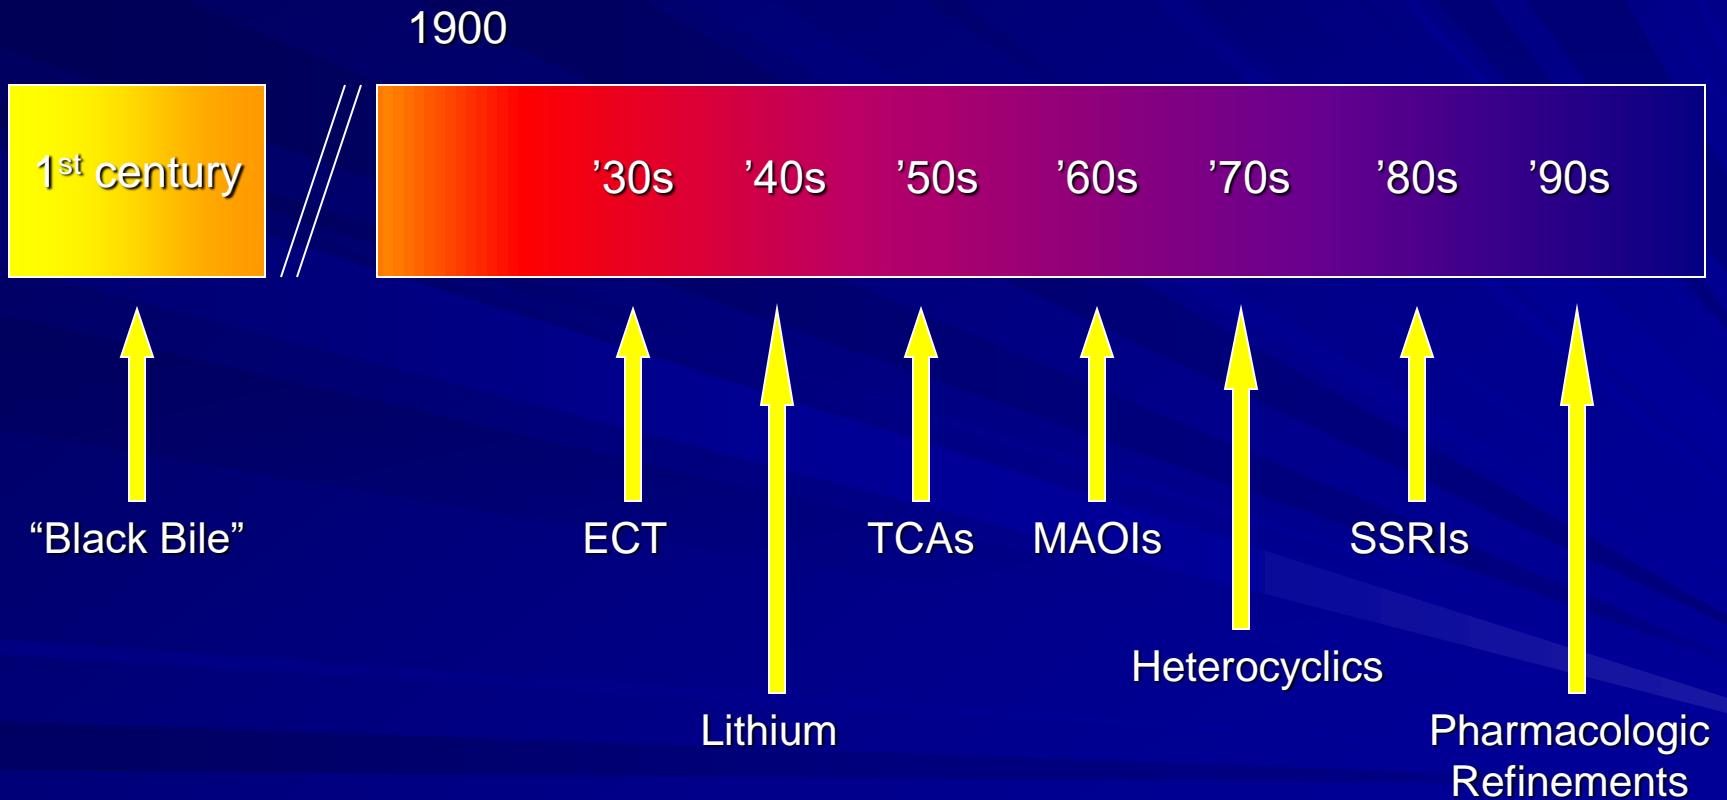 1900
1st century
’30s ’40s ’50s ’60s ’70s ’80s ’90s
“Black Bile” ECT TCAs MAOIs SSRIs
Heterocyclics
Lithium
Pharmacologic
Refinements